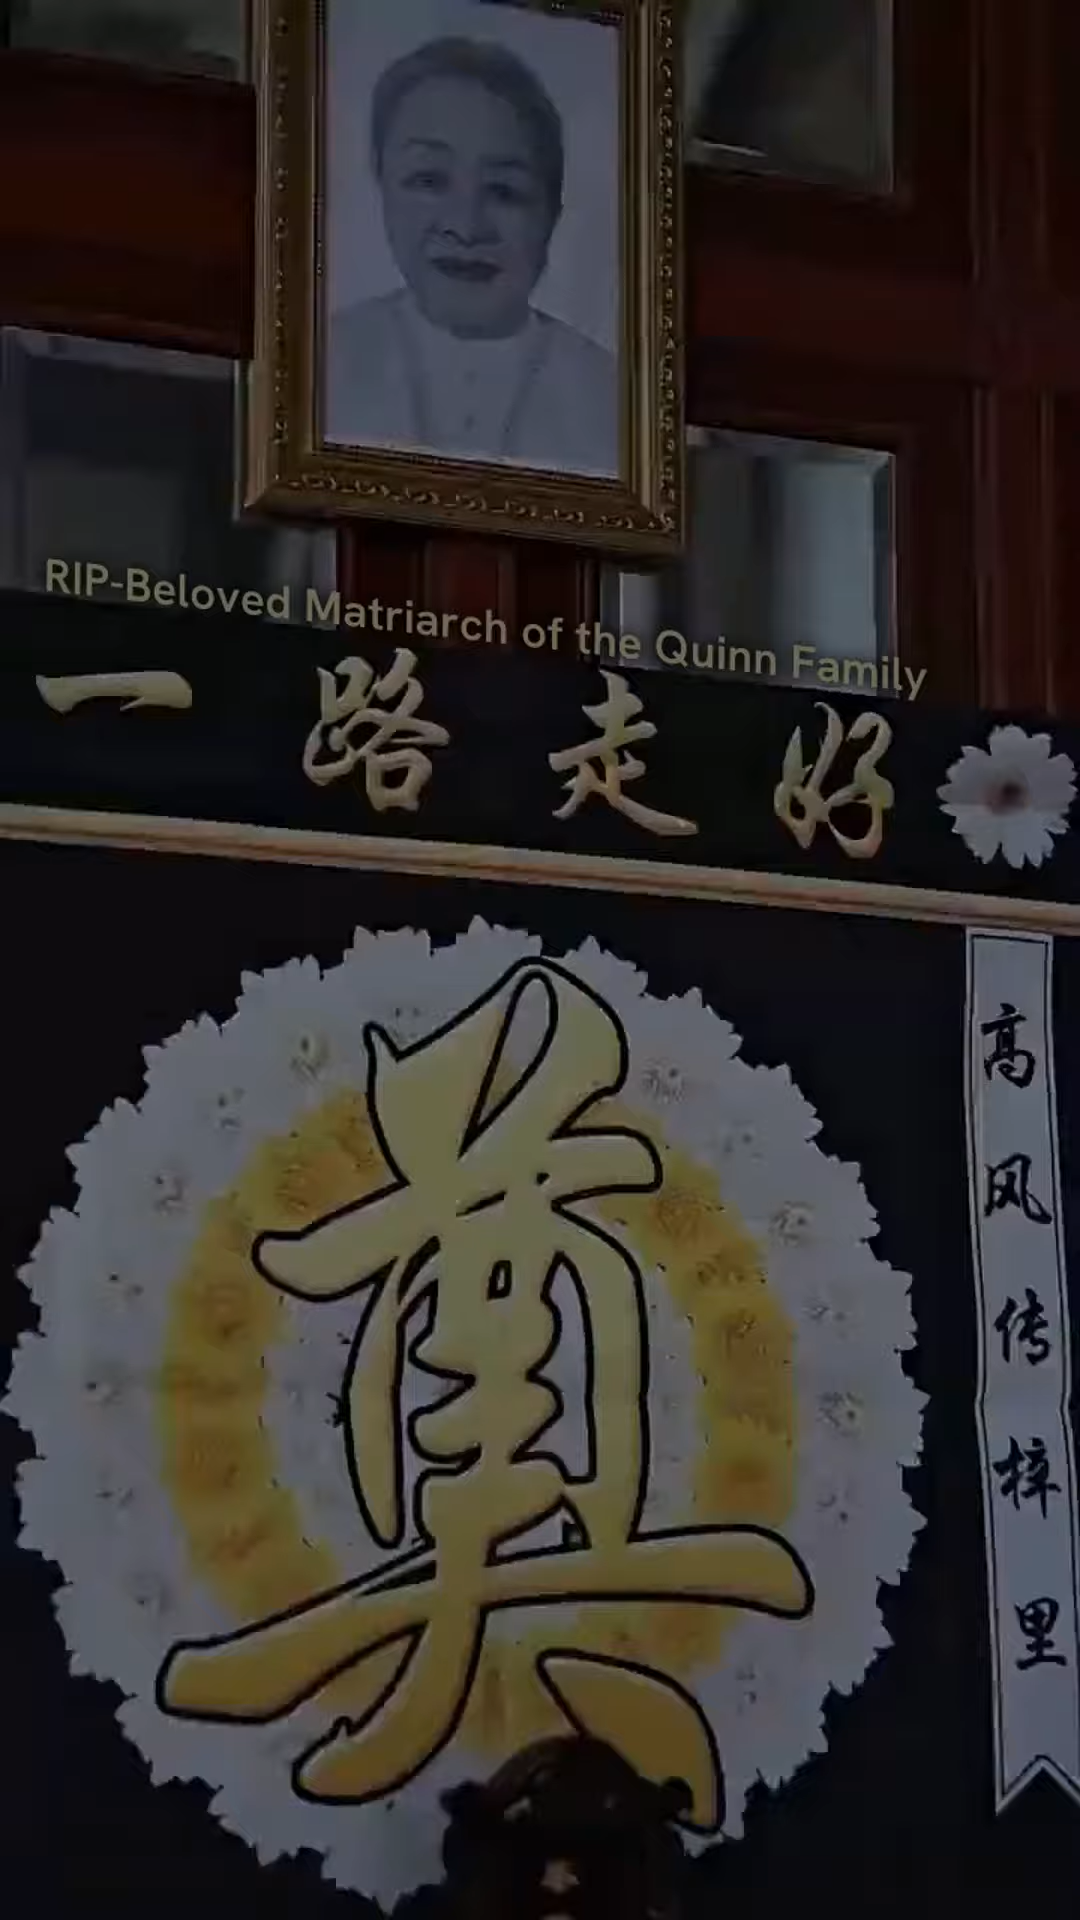 RIP-Beloved Matriarch of the Quinn Family
一路走好
奠
高风传梓里